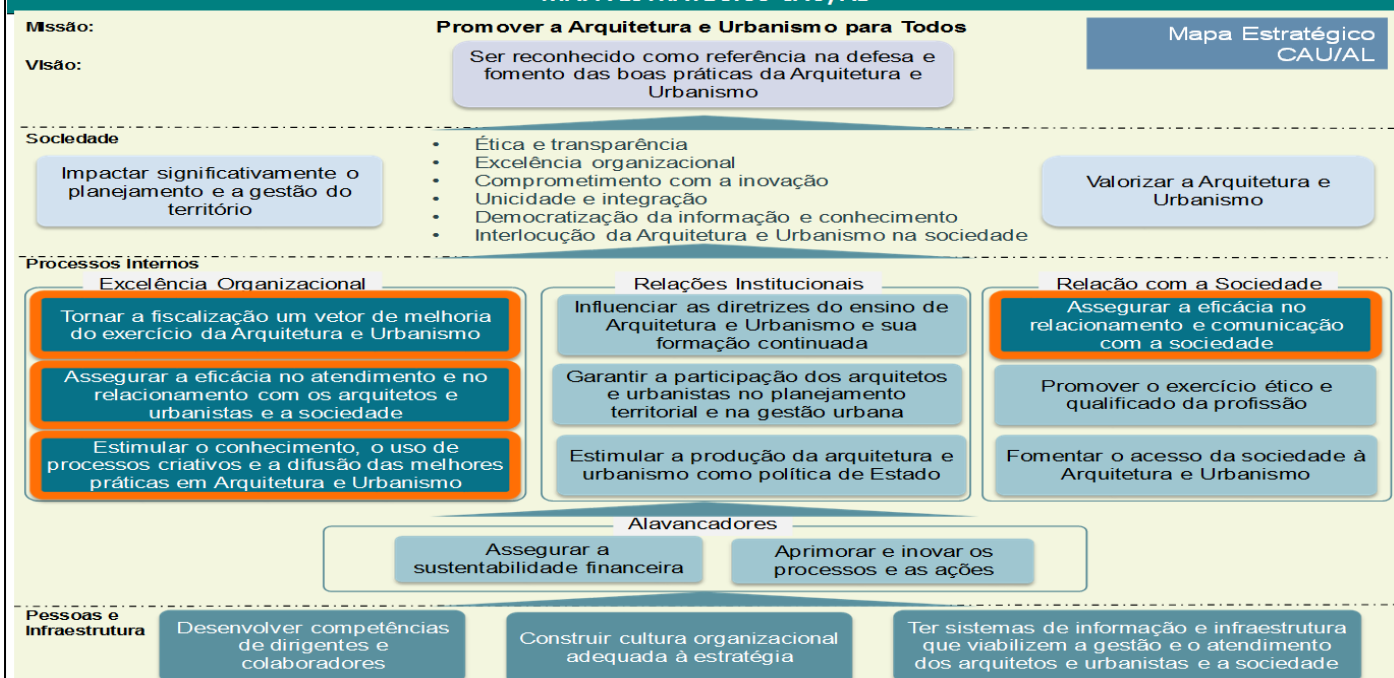 Missão:
Promover a Arquitetura e Urbanismo para Todos
Mapa Estratégico
CAU/AL
Visão:
Ser reconhecido como referência na defesa e
fomento das boas práticas da Arquitetura e
Urbanismo
Sociedade
Impactar significativamente o
planejamento e a gestão do
território
• Ética e transparência
• Excelência organizacional
• Comprometimento com a inovação
• Unicidade e integração
• Democratização da informação e conhecimento
• Interlocução da Arquitetura e Urbanismo na sociedade
Valorizar a Arquitetura e
Urbanismo
Processos Internos
Excelência Organizacional
Tornar a fiscalização um vetor de melhoria
do exercício da Arquitetura e Urbanismo
Assegurar a eficácia no atendimento e no
relacionamento com os arquitetos e
urbanistas e a sociedade
Estimular o conhecimento, o uso de
processos criativos e a difusão das melhores
práticas em Arquitetura e Urbanismo
Relações Institucionais
Influenciar as diretrizes do ensino de
Arquitetura e Urbanismo e sua
formação continuada
Garantir a participação dos arquitetos
e urbanistas no planejamento
territorial e na gestão urbana
Estimular a produção da arquitetura e
urbanismo como política de Estado
Relação com a Sociedade
Assegurar a eficácia no
relacionamento e comunicação
com a sociedade
Promover o exercício ético e
qualificado da profissão
Fomentar o acesso da sociedade à
Arquitetura e Urbanismo
Alavancadores
Assegurar a
sustentabilidade financeira
Aprimorar e inovar os
processos e as ações
Pessoas e
Infraestrutura
Desenvolver competências
de dirigentes e
colaboradores
Construir cultura organizacional
adequada à estratégia
Ter sistemas de informação e infraestrutura
que viabilizem a gestão e o atendimento
dos arquitetos e urbanistas e a sociedade